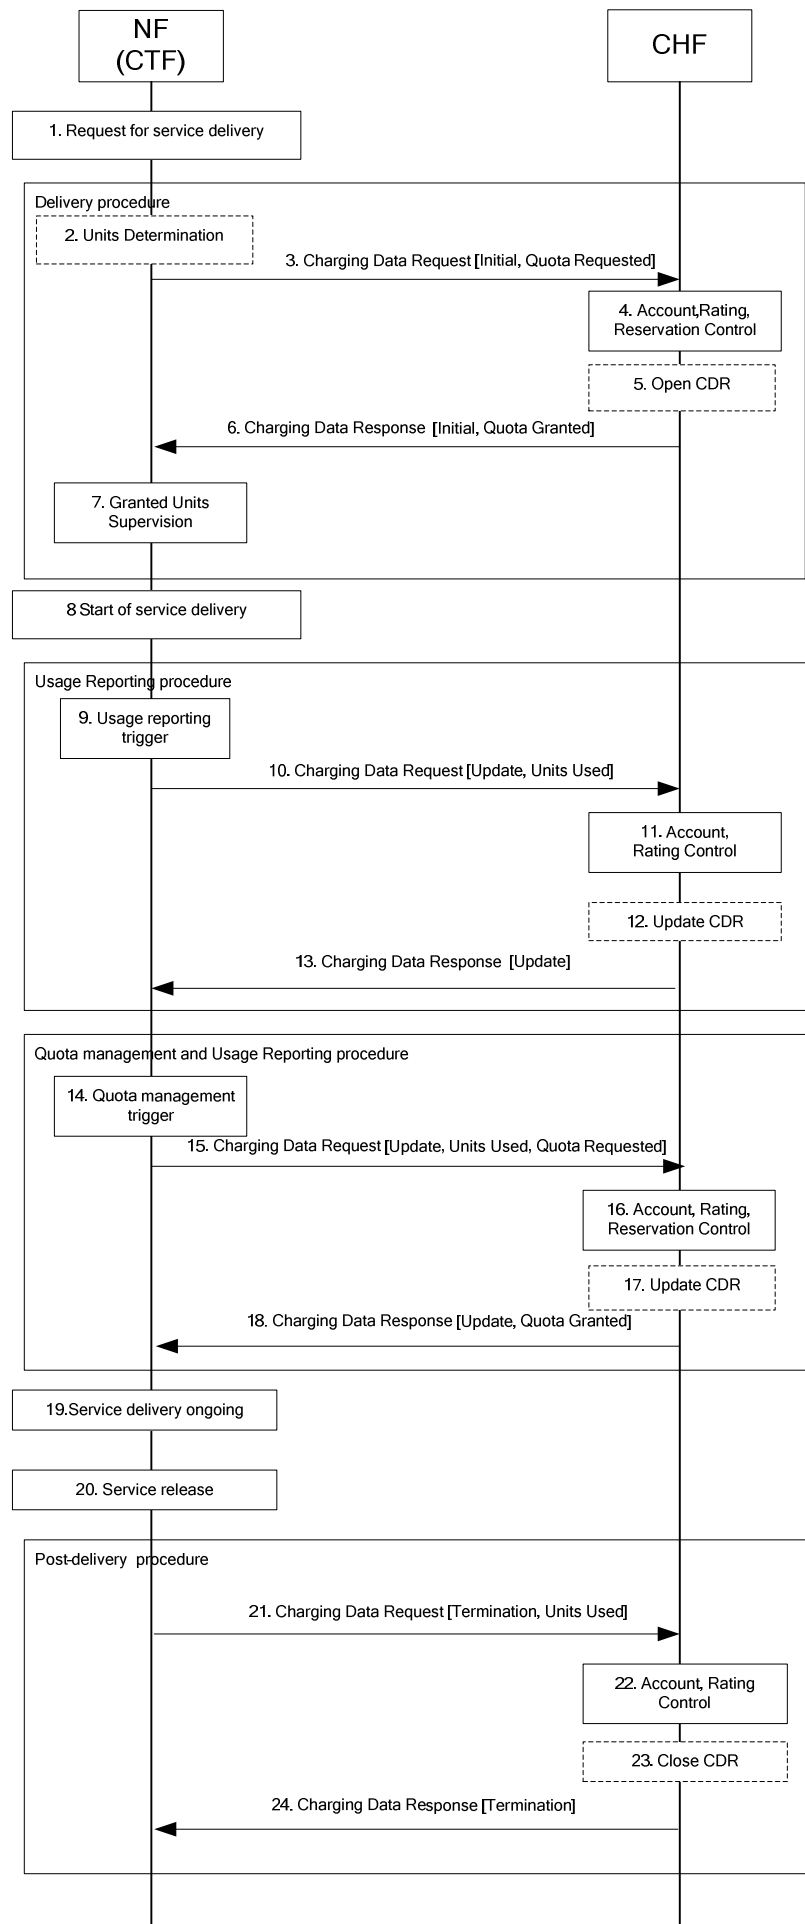 NF
(CTF)
CHF
1. Request for service delivery
Delivery procedure
2. Units Determination
3. Charging Data Request [Initial, Quota Requested]
4. Account,Rating,
Reservation Control
5. Open CDR
6. Charging Data Response [Initial, Quota Granted]
7. Granted Units
Supervision
8 Start of service delivery
Usage Reporting procedure
9. Usage reporting
trigger
10. Charging Data Request [Update, Units Used]
11. Account,
Rating Control
12. Update CDR
13. Charging Data Response [Update]
Quota management and Usage Reporting procedure
14. Quota management
trigger
15. Charging Data Request [Update, Units Used, Quota Requested]
16. Account, Rating,
Reservation Control
17. Update CDR
18. Charging Data Response [Update, Quota Granted]
19.Service delivery ongoing
20. Service release
Post-delivery procedure
21. Charging Data Request [Termination, Units Used]
22. Account, Rating
Control
23. Close CDR
24. Charging Data Response [Termination]